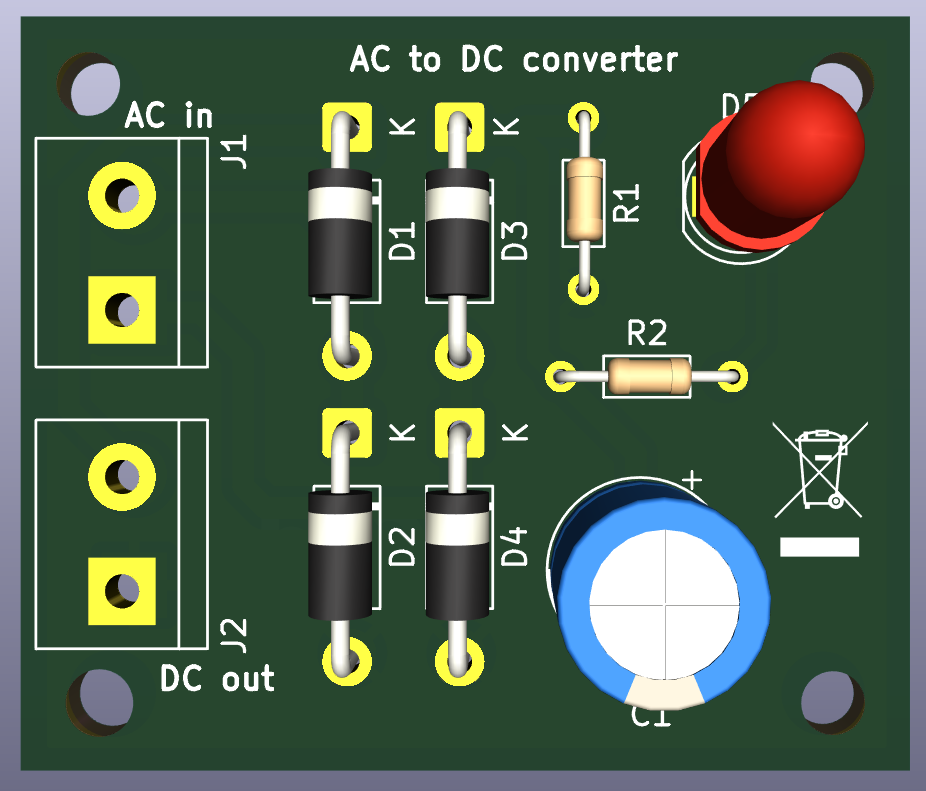 AC to DC converter
AC in
J1
K
K
D1
D3
R1
R2
K
K
D2
D4
+
J2
DC out
C1